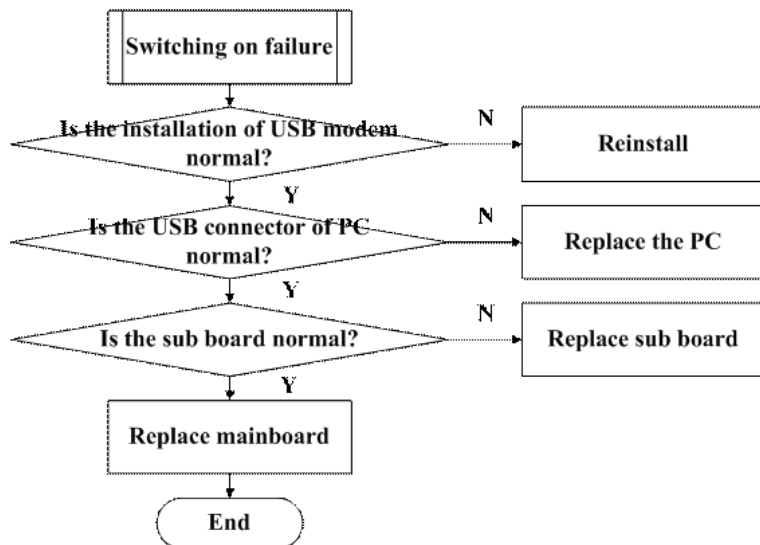 Switching on failure
Is the installation of USB modem
normal?
N
Reinstall
Y
Is the USB connector of PC
normal?
N
Replace the PC
Y
Is the sub board normal?
N
Replace sub board
Y
Replace mainboard
End